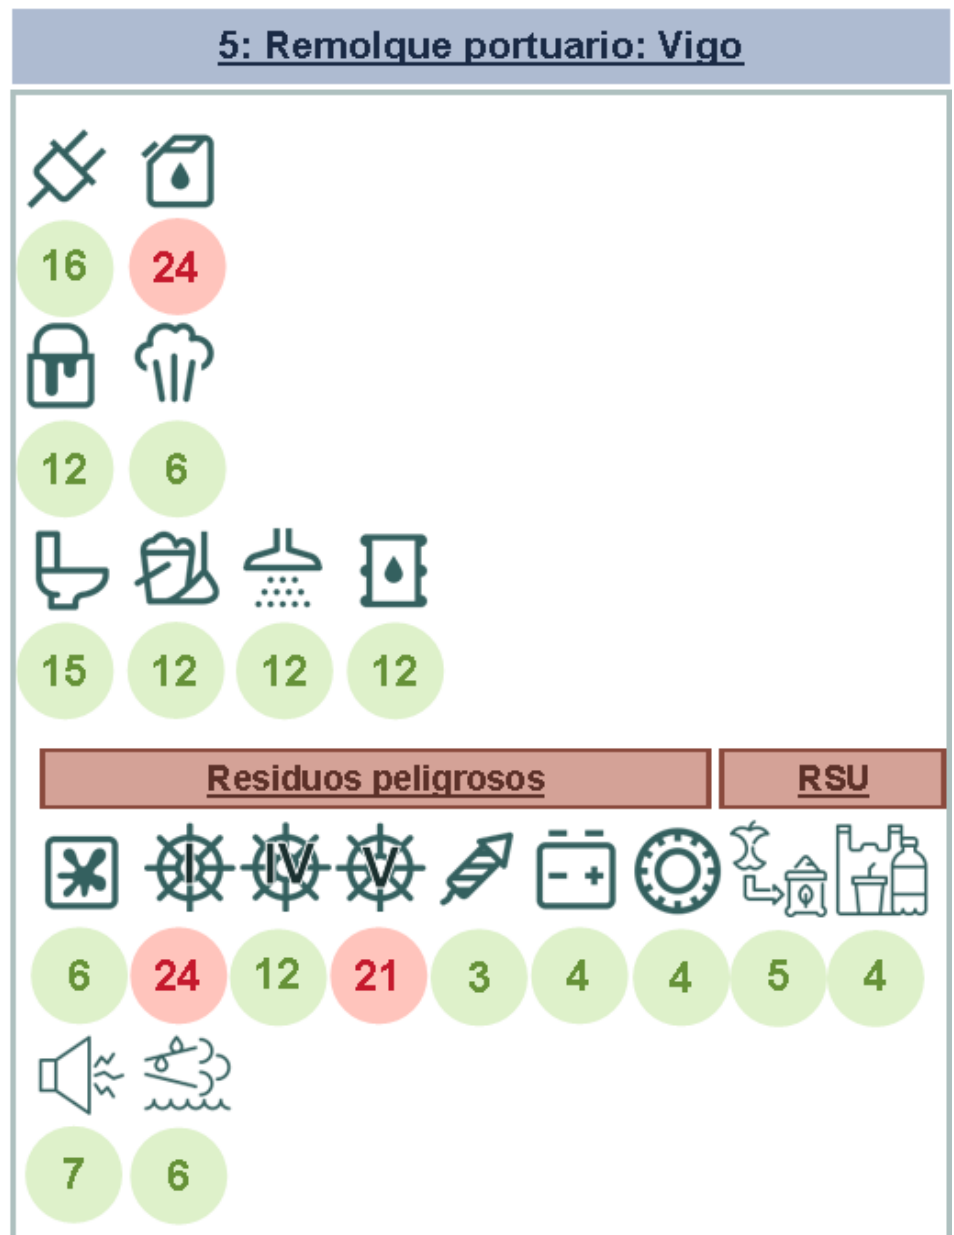 5: Remolque portuario: Vigo
16 24
12 6
15 12 12 12
Residuos peligrosos RSU
I IV V
6 24 12 21 3 4 4 5 4
7 6